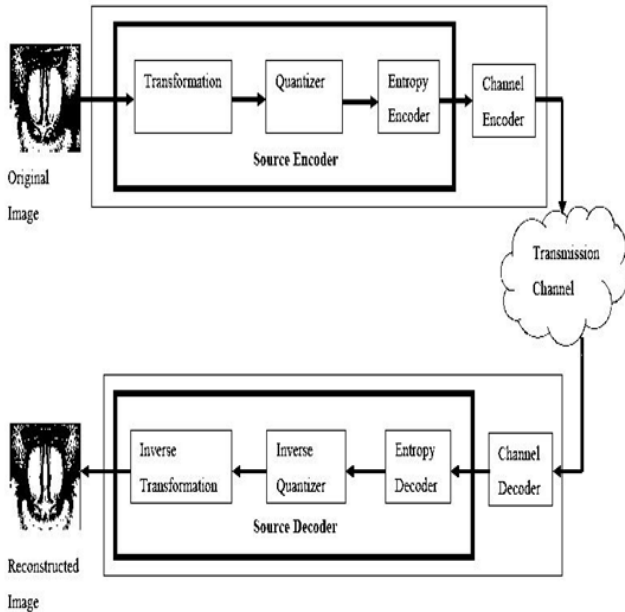 Transformation
Quantizer
Entropy
Encoder
Channel
Encoder
Source Encoder
Original
Image
Transmission
Channel
Inverse
Transformation
Inverse
Quantizer
Entropy
Decoder
Channel
Decoder
Source Decoder
Reconstructed
Image